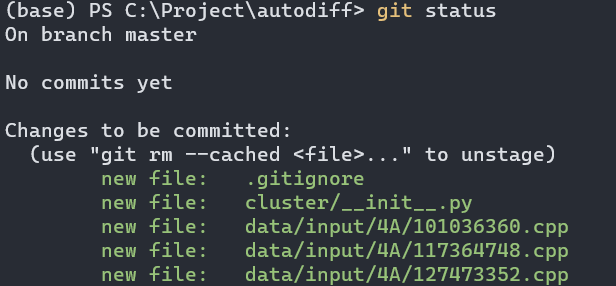 (base) PS C:\Project\autodiff> git status
On branch master
No commits yet
Changes to be committed:
(use "git rm --cached <file>..." to unstage)
new file: .gitignore
new file: cluster/__init__.py
new file: data/input/4A/101036360.cpp
new file: data/input/4A/117364748.cpp
new file: data/input/4A/127473352.cpp